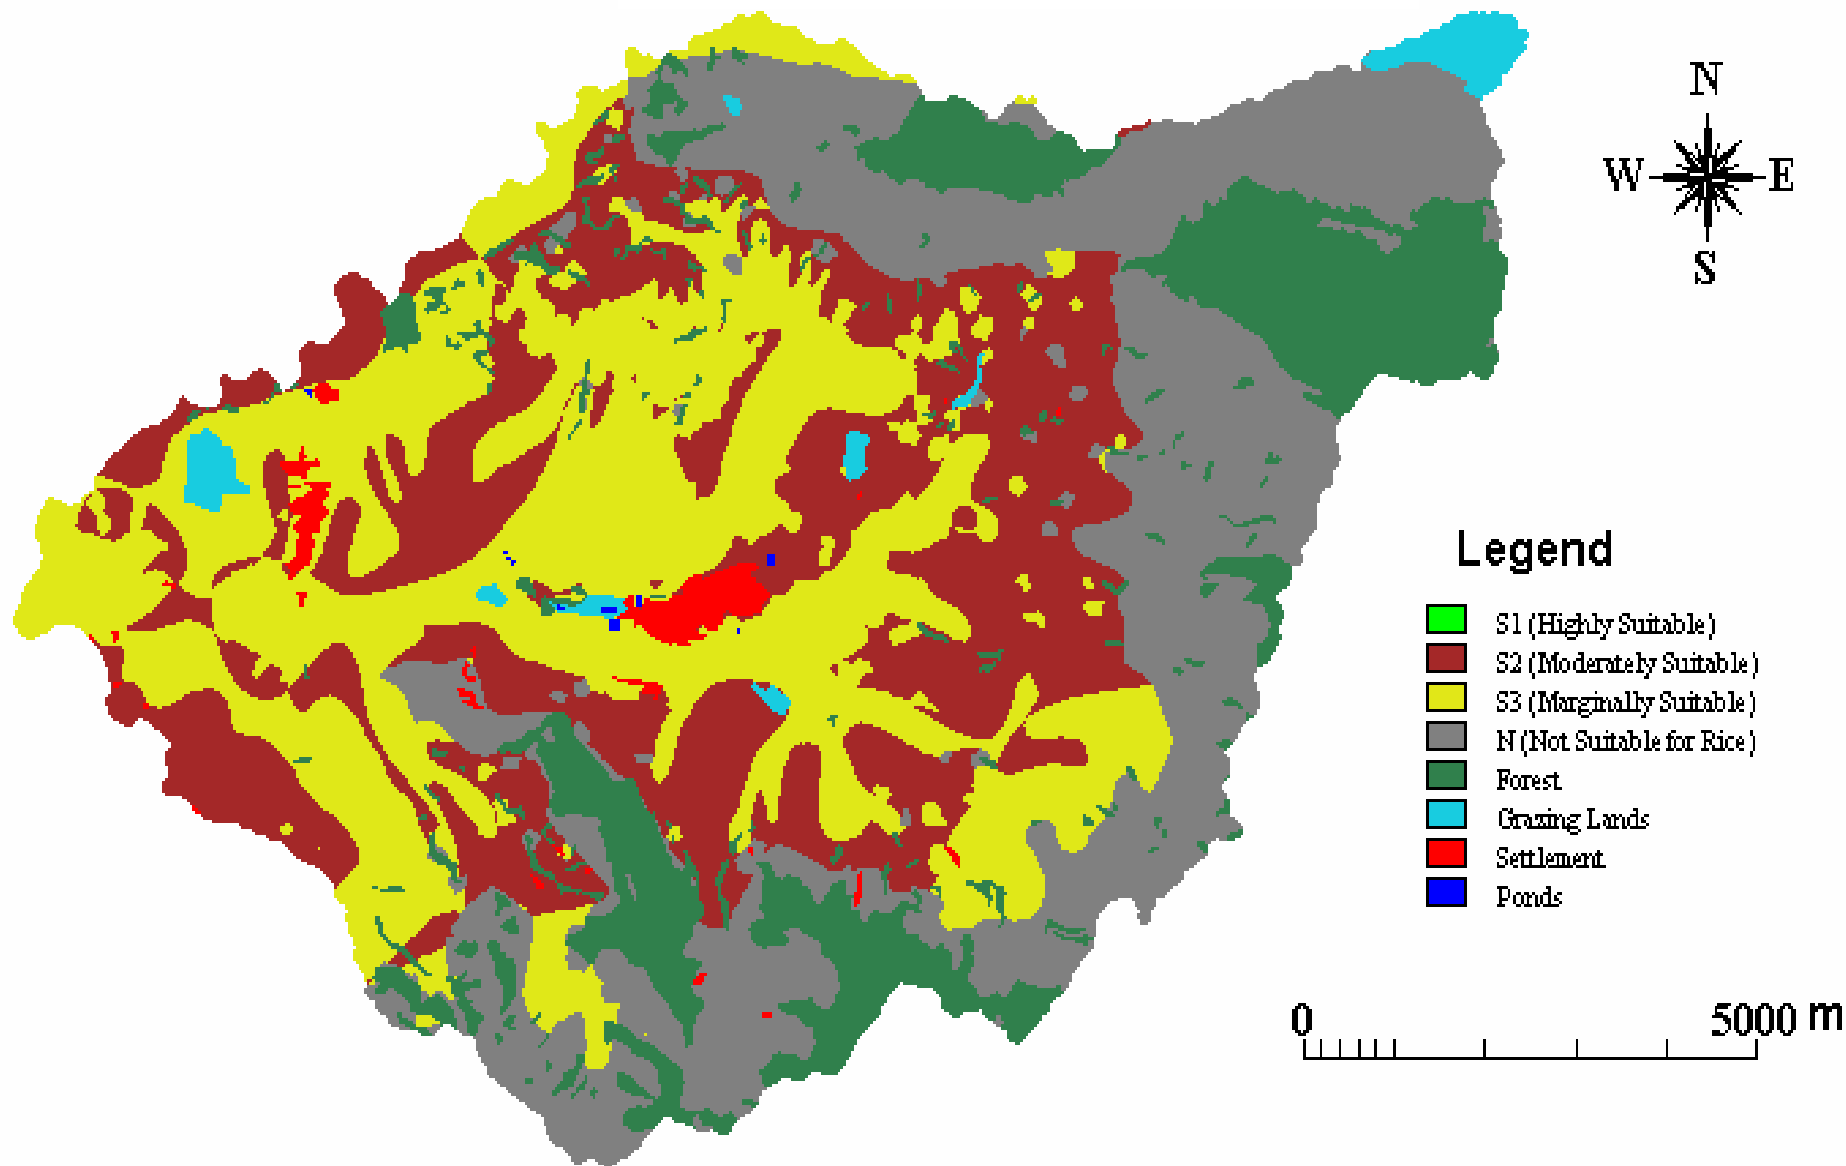 N
W E
S
Legend
S1 (Highly Suitable)
S2 (Moderately Suitable)
S3 (Marginally Suitable)
N (Not Suitable for Rice)
Forest
Grazing Lands
Settlement
Ponds
0 5000 m